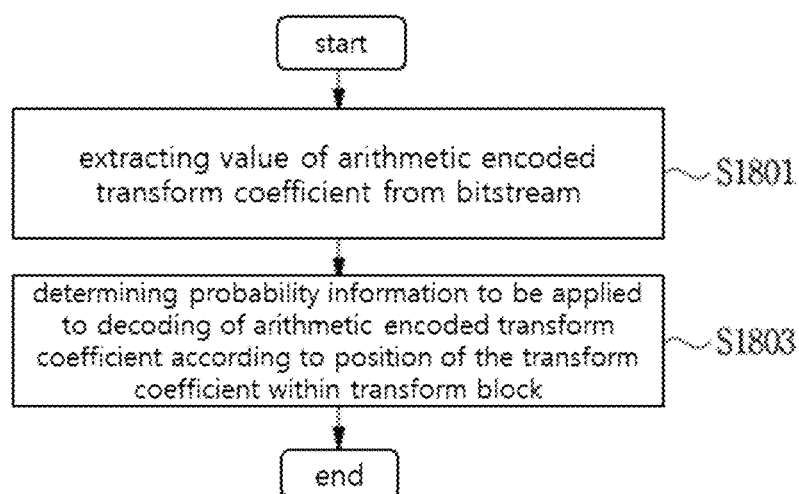 start
extracting value of arithmetic encoded
transform coefficient from bitstream
S1801
determining probability information to be applied
to decoding of arithmetic encoded transform
coefficient according to position of the transform
coefficient within transform block
S1803
end